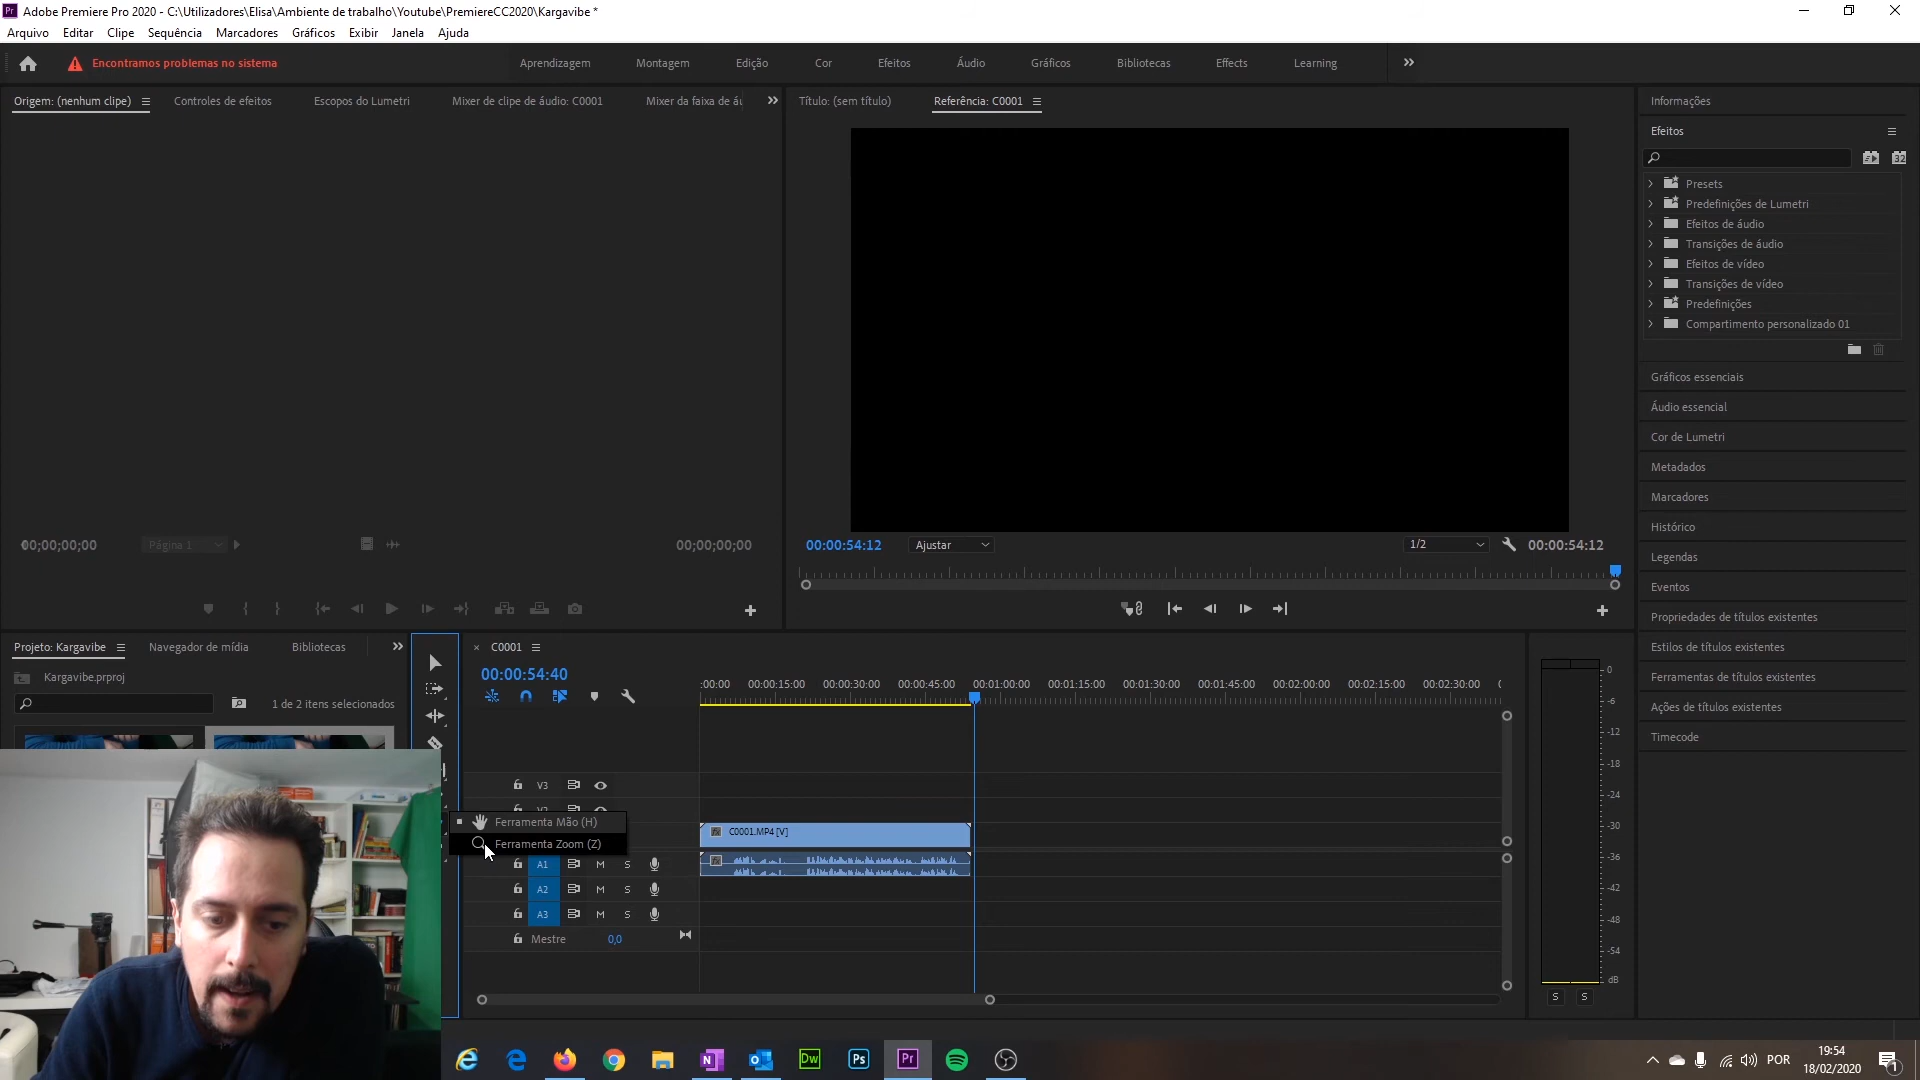 Adobe Premiere Pro 2020 - C:\Utilizadores\Elisa\Ambiente de trabalho\Youtube\PremiereCC2020\Kargavibe *
Arquivo Editar Clipe Sequência Marcadores Gráficos Exibir Janela Ajuda
Encontramos problemas no sistema
Aprendizagem Montagem Edição Cor Efeitos Áudio Gráficos Bibliotecas Effects Learning
Origem: (nenhum clipe) Controles de efeitos Escopos do Lumetri Mixer de clipe de áudio: C0001 Mixer da faixa de áu
Título: (sem título) Referência: C0001
00;00;00;00 Página 1 00;00;00;00
00:00:54:12 Ajustar 1/2 00:00:54:12
Informações
Efeitos
Presets
Predefinições de Lumetri
Efeitos de áudio
Transições de áudio
Efeitos de vídeo
Transições de vídeo
Predefinições
Compartimento personalizado 01
Gráficos essenciais
Áudio essencial
Cor de Lumetri
Metadados
Marcadores
Histórico
Legendas
Eventos
Propriedades de títulos existentes
Estilos de títulos existentes
Ferramentas de títulos existentes
Ações de títulos existentes
Timecode
Projeto: Kargavibe Navegador de mídia Bibliotecas
Kargavibe.prproj
1 de 2 itens selecionados
C0001
00:00:54:40
:00:00 00:00:15:00 00:00:30:00 00:00:45:00 00:01:00:00 00:01:15:00 00:01:30:00 00:01:45:00 00:02:00:00 00:02:15:00 00:02:30:00
V3
V2
Ferramenta Mão (H)
Ferramenta Zoom (Z)
C0001.MP4 [V]
A1 M S
A2 M S
A3 M S
Mestre 0,0
0
-6
-12
-18
-24
-30
-36
-42
-48
-54
dB
S S
Dw Ps Pr
POR
19:54
18/02/2020
1